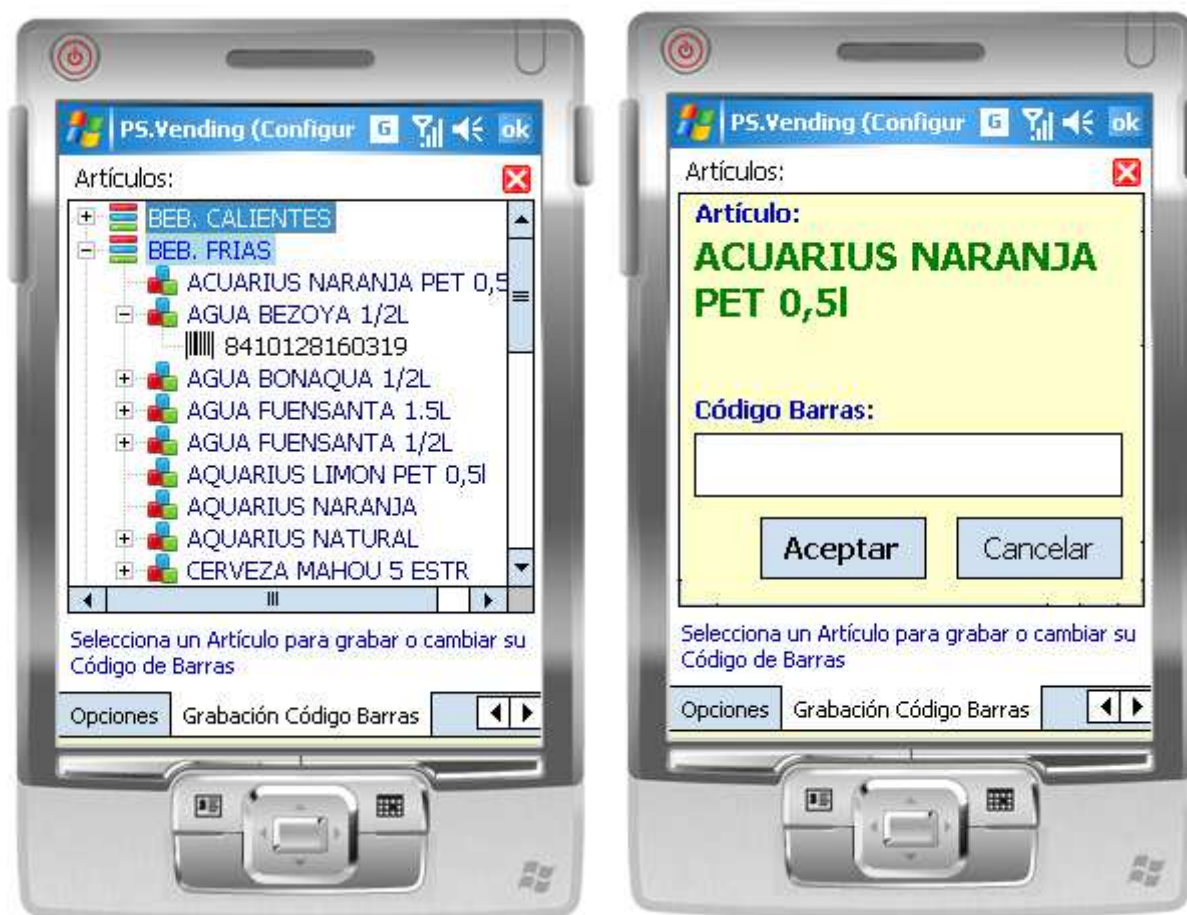 PS.Vending (Configur G ok
Artículos:
BEB. CALIENTES
BEB. FRIAS
ACUARIUS NARANJA PET 0,5
AGUA BEZOYA 1/2L
8410128160319
AGUA BONAQUA 1/2L
AGUA FUENSANTA 1.5L
AGUA FUENSANTA 1/2L
AQUARIUS LIMON PET 0,5l
AQUARIUS NARANJA
AQUARIUS NATURAL
CERVEZA MAHOU 5 ESTR
Selecciona un Artículo para grabar o cambiar su
Código de Barras
Opciones Grabación Código Barras
PS.Vending (Configur G ok
Artículos:
Artículo:
ACUARIUS NARANJA
PET 0,5l
Código Barras:
Aceptar Cancelar
Selecciona un Artículo para grabar o cambiar su
Código de Barras
Opciones Grabación Código Barras